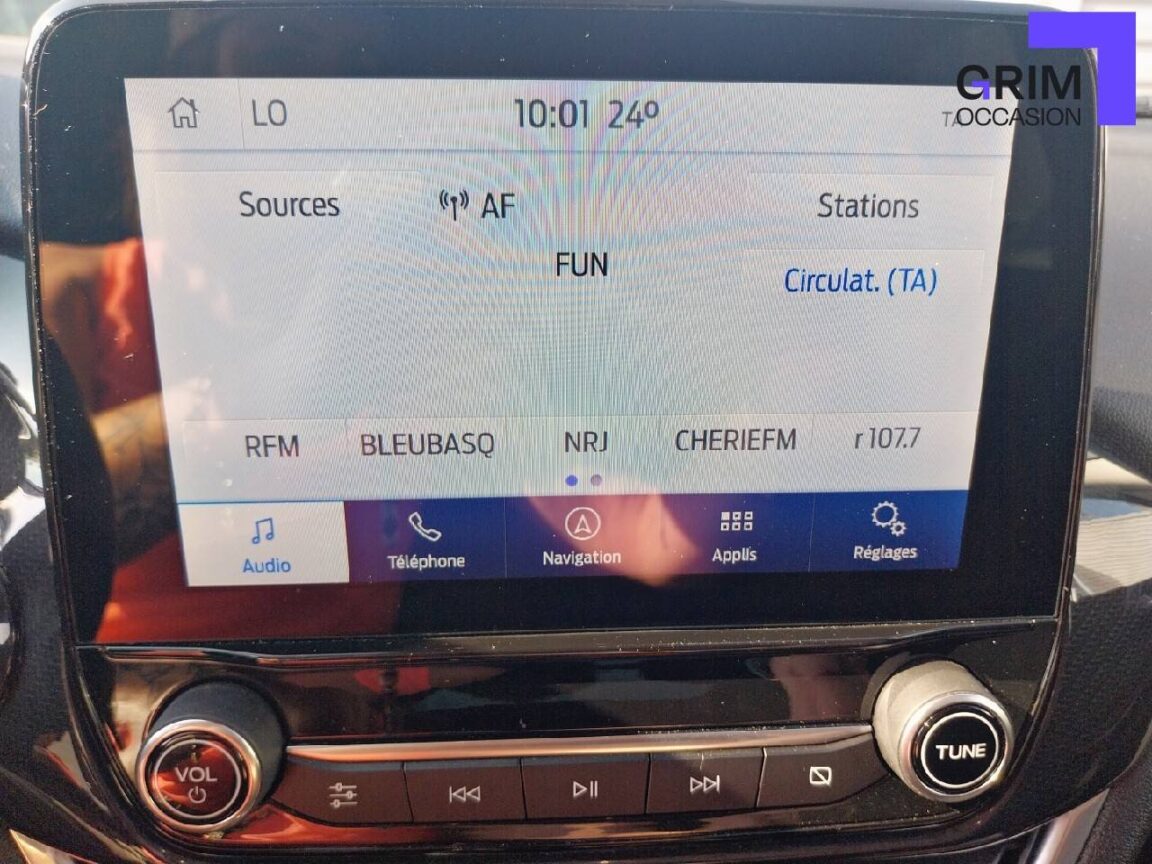 LO
10:01 24°
TA
GRIM
OCCASION
Sources
AF
Stations
FUN
Circulat. (TA)
RFM
BLEUBASQ
NRJ
CHERIEFM
r 107.7
Audio
Téléphone
Navigation
Applis
Réglages
VOL
TUNE